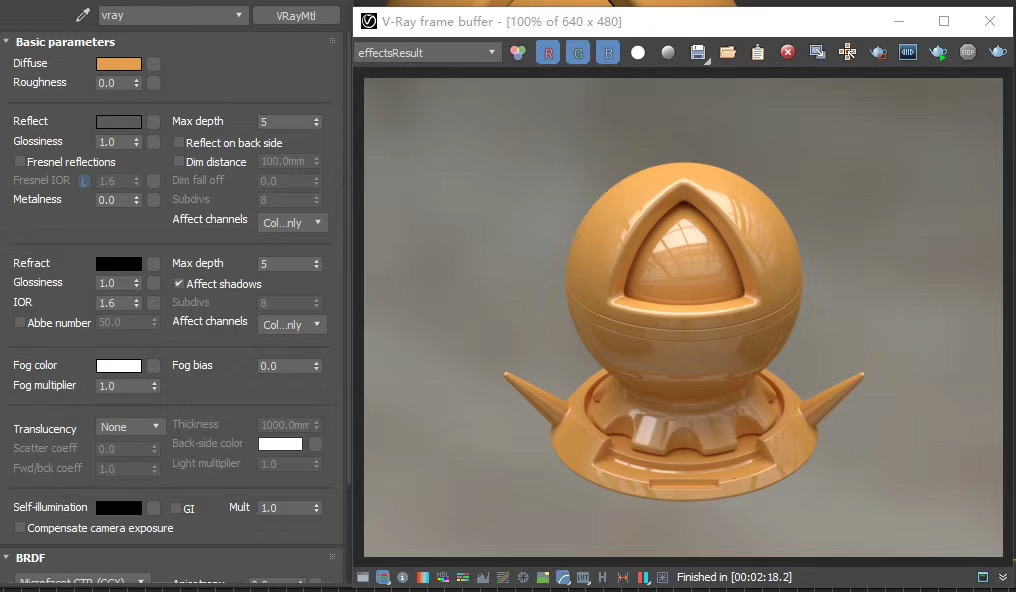 vray
VRayMtl
Basic parameters
Diffuse
Roughness 0.0
Reflect Max depth 5
Glossiness 1.0 Reflect on back side
Fresnel reflections Dim distance 100.0mm
Fresnel IOR L 1.6 Dim fall off 0.0
Metalness 0.0 Subdivs 8
Affect channels Col...nly
Refract Max depth 5
Glossiness 1.0 Affect shadows
IOR 1.6 Subdivs 8
Abbe number 50.0 Affect channels Col...nly
Fog color Fog bias 0.0
Fog multiplier 1.0
Translucency None Thickness 1000.0mm
Scatter coeff 0.0 Back-side color
Fwd/bck coeff 1.0 Light multiplier 1.0
Self-illumination GI Mult 1.0
Compensate camera exposure
BRDF
Microfacet GTR (GGX) Anisotropy
V-Ray frame buffer - [100% of 640 x 480]
effectsResult R G B STOP
HSL LUT H Finished in [00:02:18.2]